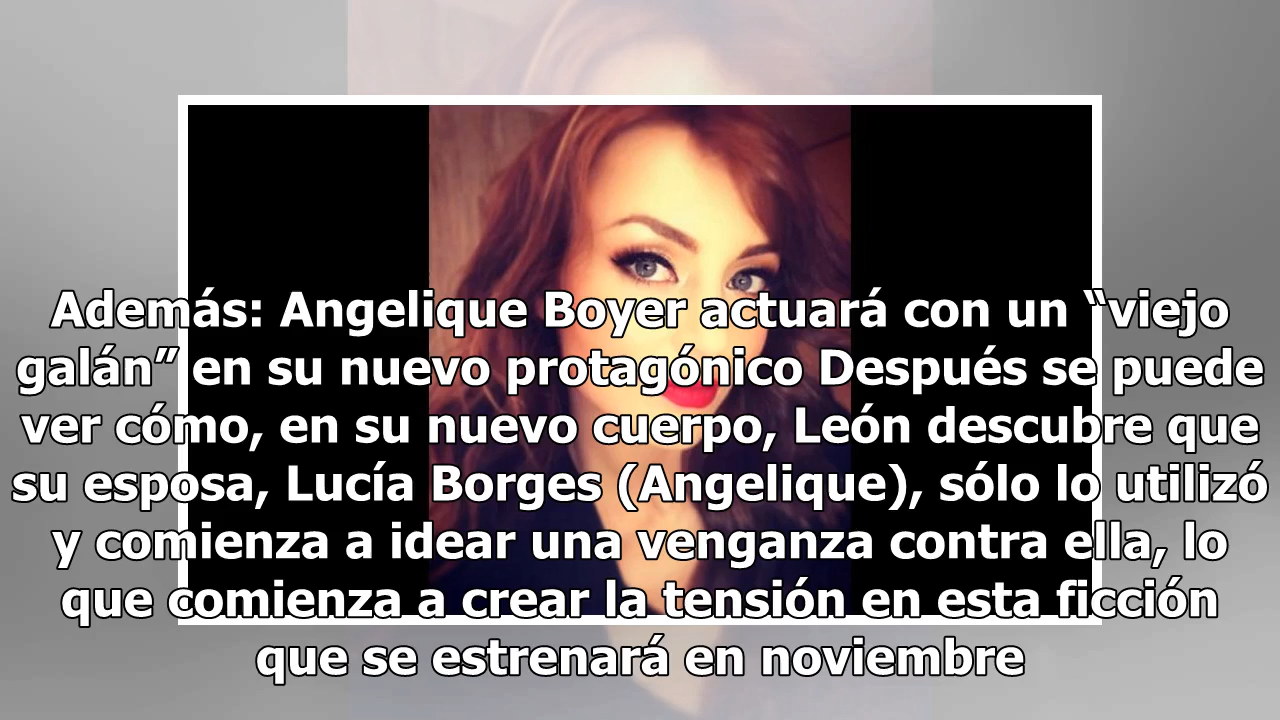 Además: Angelique Boyer actuará con un “viejo
galán” en su nuevo protagónico Después se puede
ver cómo, en su nuevo cuerpo, León descubre que
su esposa, Lucía Borges (Angelique), sólo lo utilizó
y comienza a idear una venganza contra ella, lo
que comienza a crear la tensión en esta ficción
que se estrenará en noviembre